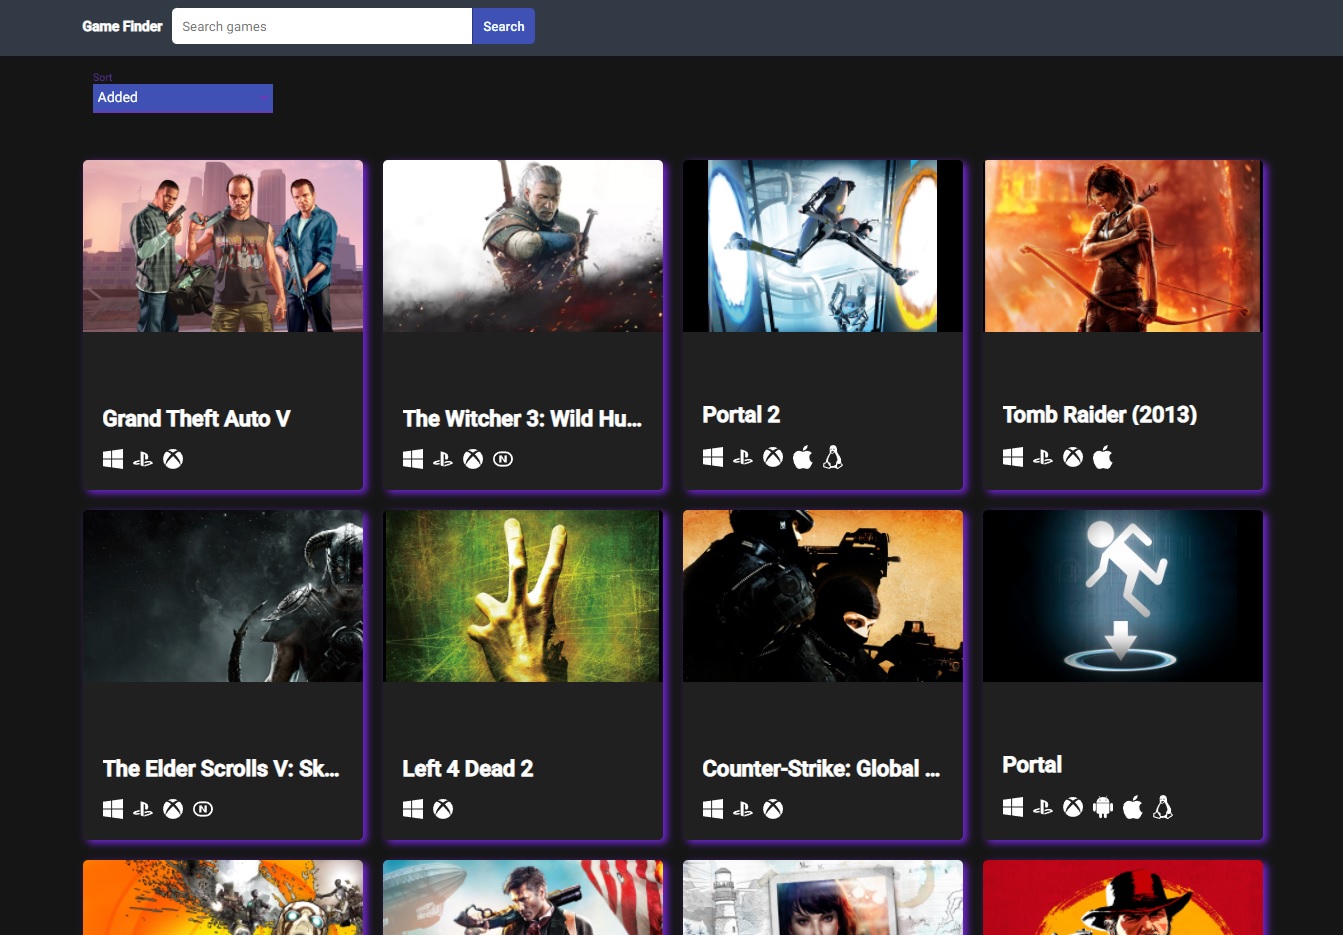 Game Finder
Search games
Search
Sort
Added
Grand Theft Auto V
The Witcher 3: Wild Hu...
Portal 2
Tomb Raider (2013)
The Elder Scrolls V: Sk...
Left 4 Dead 2
Counter-Strike: Global ...
Portal